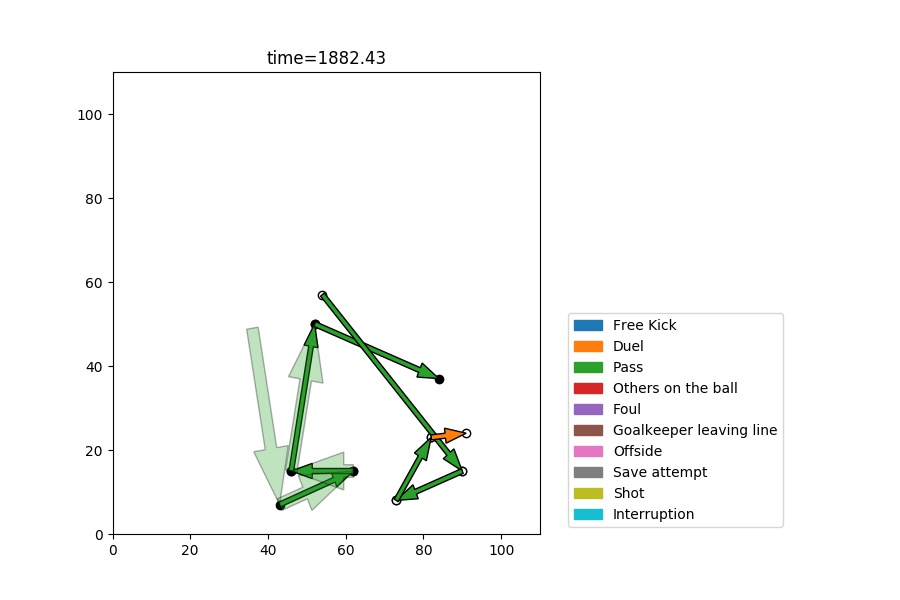 time=1882.43
100
80
60
40
20
0
0 20 40 60 80 100
Free Kick
Duel
Pass
Others on the ball
Foul
Goalkeeper leaving line
Offside
Save attempt
Shot
Interruption